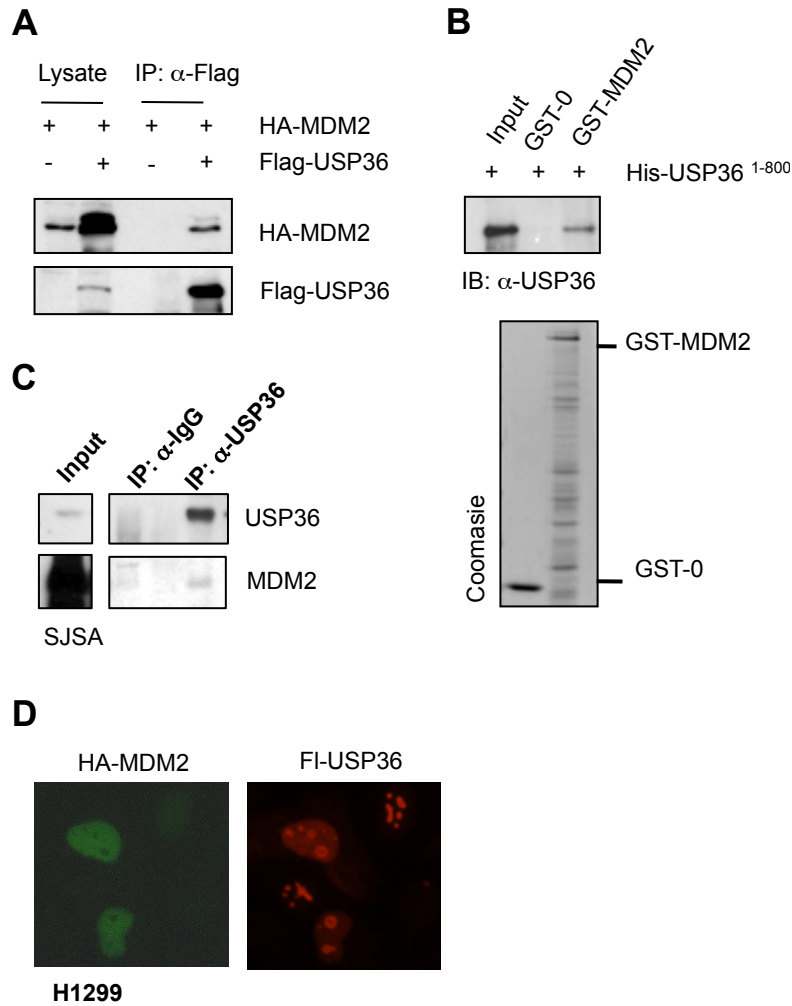 A
Lysate IP: α-Flag
+ + + + HA-MDM2
- + - + Flag-USP36
HA-MDM2
Flag-USP36
B
Input GST-0 GST-MDM2
+ + + His-USP36 1-800
IB: α-USP36
GST-MDM2
GST-0
Coomasie
C
Input IP: α-IgG IP: α-USP36
USP36
MDM2
SJSA
D
HA-MDM2 Fl-USP36
H1299